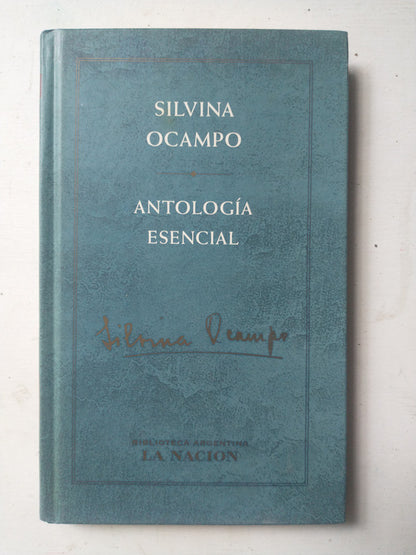 SILVINA
OCAMPO
ANTOLOGÍA
ESENCIAL
Silvina Ocampo
BIBLIOTECA ARGENTINA
LA NACION